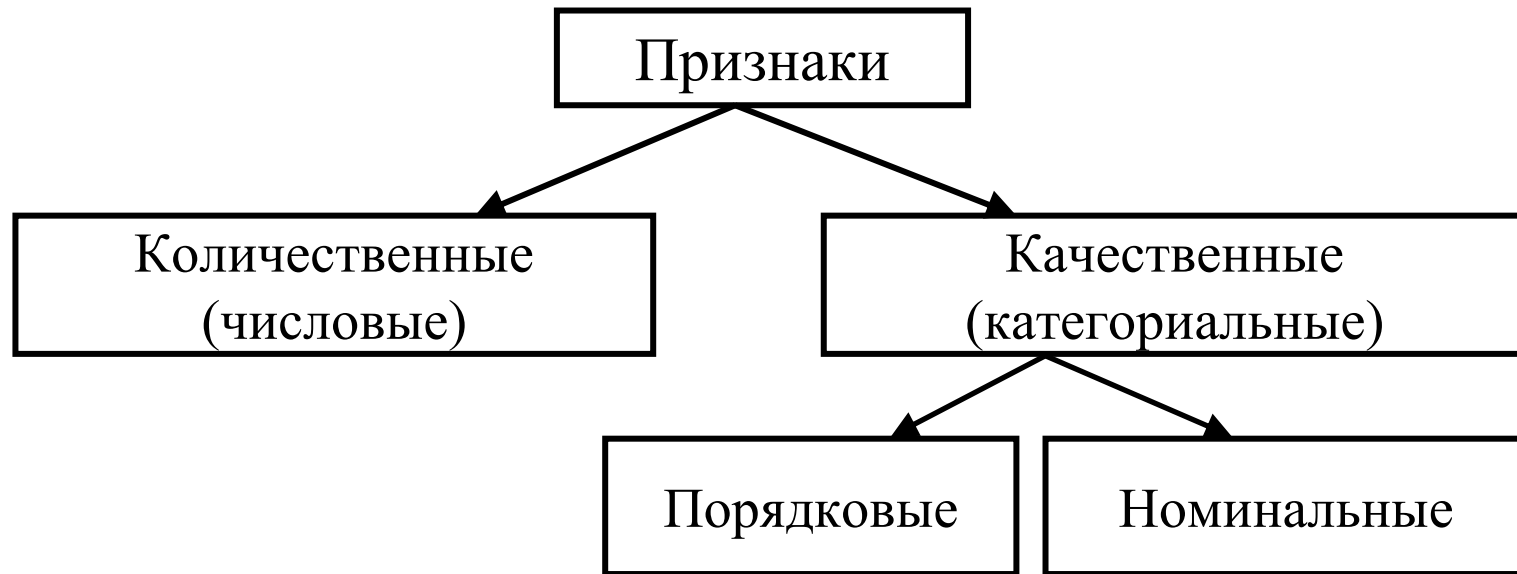 Признаки
Количественные
(числовые)
Качественные
(категориальные)
Порядковые
Номинальные